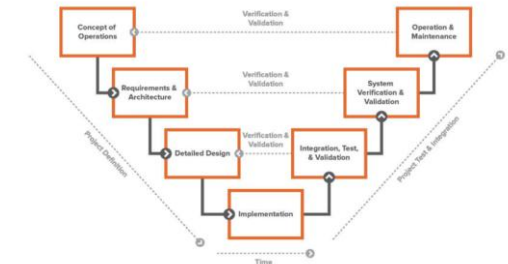 Verification &
Validation
Concept of
Operations
Operation &
Maintenance
Verification &
Validation
Requirements &
Architecture
System
Verification &
Validation
Verification &
Validation
Detailed Design
Integration, Test,
& Validation
Project Definition
Project Test & Integration
Implementation
Time